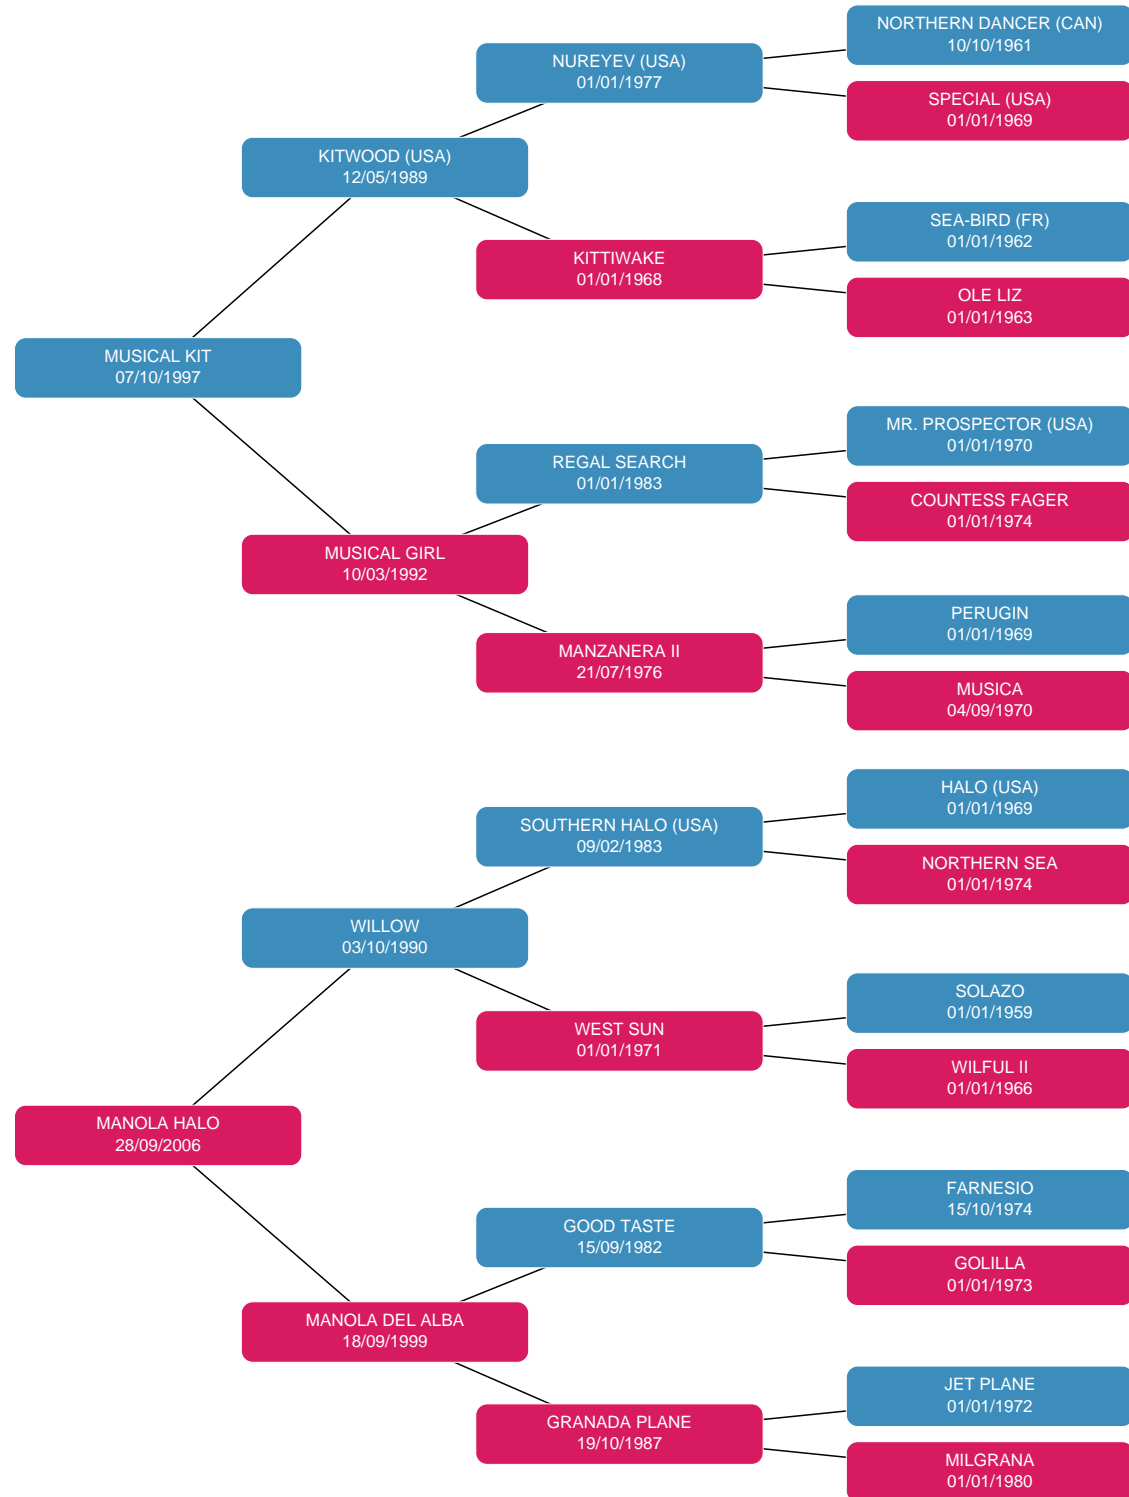 NORTHERN DANCER (CAN)
10/10/1961
NUREYEV (USA)
01/01/1977
SPECIAL (USA)
01/01/1969
KITWOOD (USA)
12/05/1989
SEA-BIRD (FR)
01/01/1962
KITTIWAKE
01/01/1968
OLE LIZ
01/01/1963
MUSICAL KIT
07/10/1997
MR. PROSPECTOR (USA)
01/01/1970
REGAL SEARCH
01/01/1983
COUNTESS FAGER
01/01/1974
MUSICAL GIRL
10/03/1992
PERUGIN
01/01/1969
MANZANERA II
21/07/1976
MUSICA
04/09/1970
HALO (USA)
01/01/1969
SOUTHERN HALO (USA)
09/02/1983
NORTHERN SEA
01/01/1974
WILLOW
03/10/1990
SOLAZO
01/01/1959
WEST SUN
01/01/1971
WILFUL II
01/01/1966
MANOLA HALO
28/09/2006
FARNESIO
15/10/1974
GOOD TASTE
15/09/1982
GOLILLA
01/01/1973
MANOLA DEL ALBA
18/09/1999
JET PLANE
01/01/1972
GRANADA PLANE
19/10/1987
MILGRANA
01/01/1980